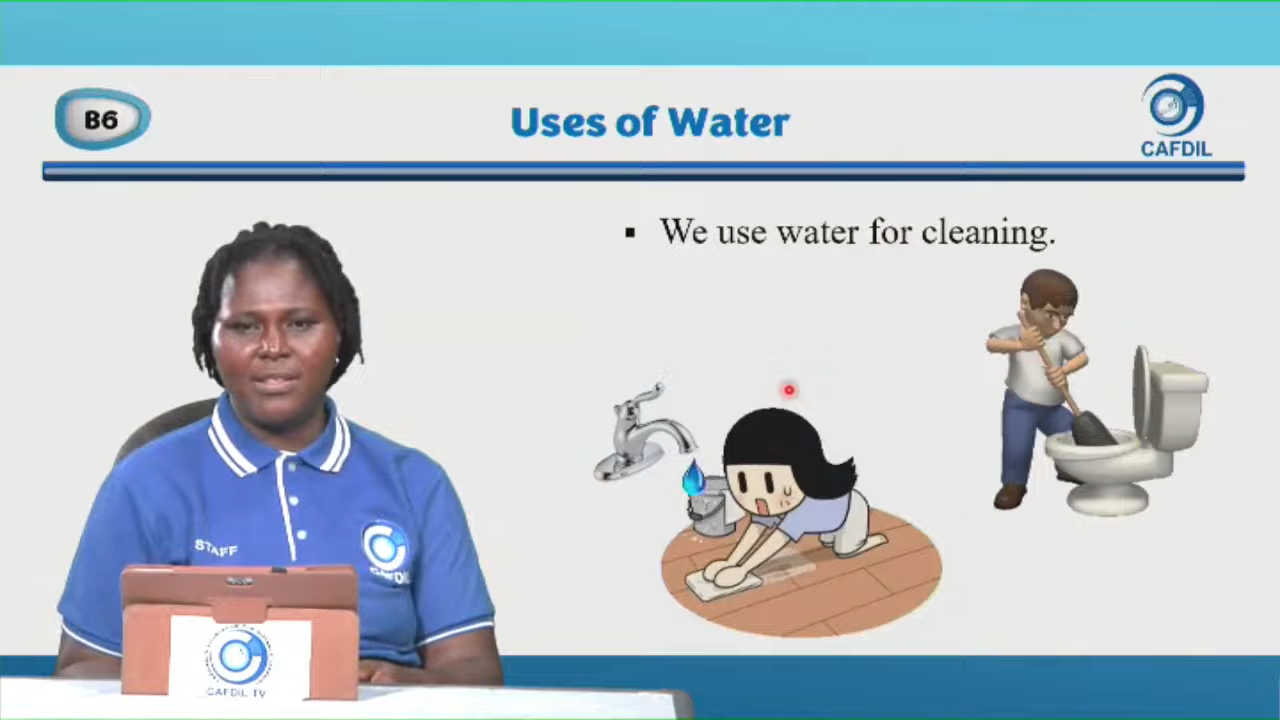 B6
Uses of Water
CAFDIL
▪ We use water for cleaning.
STAFF
CAFDIL
CAFDIL TV